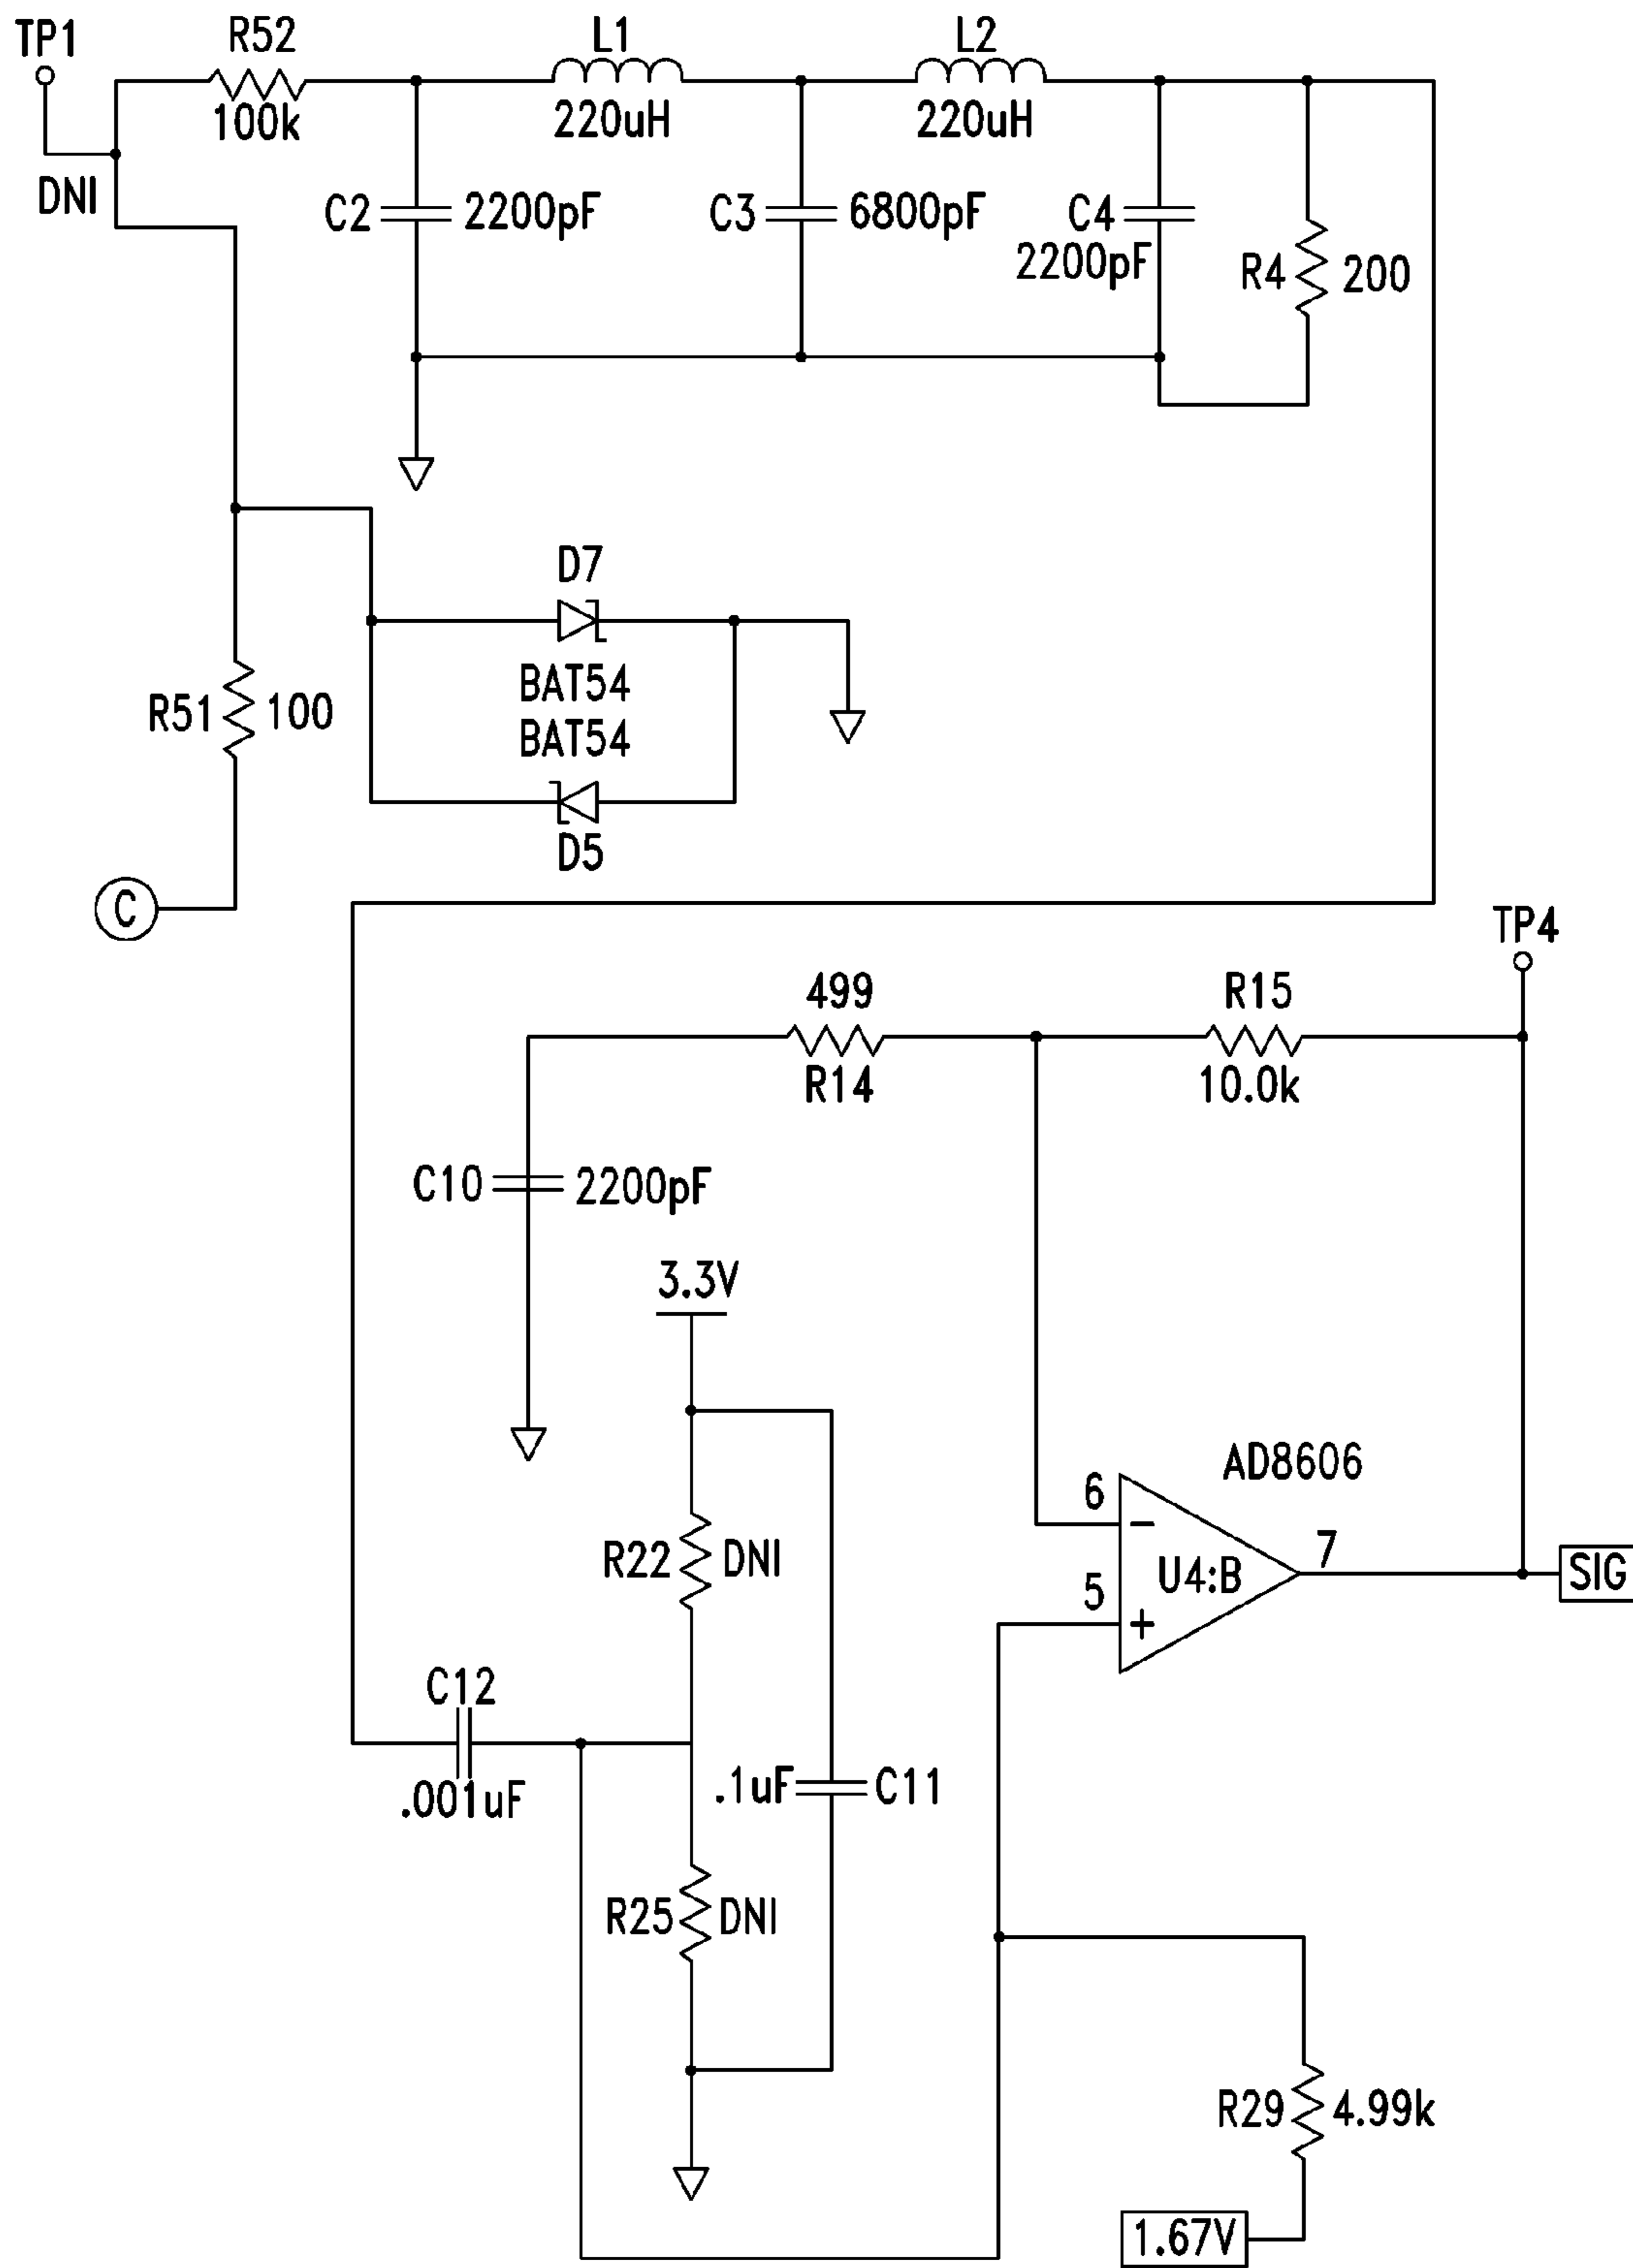 TP1
R52
L1
L2
100k
220uH
220uH
DNI
C2
2200pF
C3
6800pF
C4
2200pF
R4
200
D7
BAT54
R51
100
BAT54
D5
C
TP4
499
R15
R14
10.0k
C10
2200pF
3.3V
AD8606
6
-
R22
DNI
7
U4:B
SIG
5
+
C12
.001uF
.1uF
C11
R25
DNI
R29
4.99k
1.67V